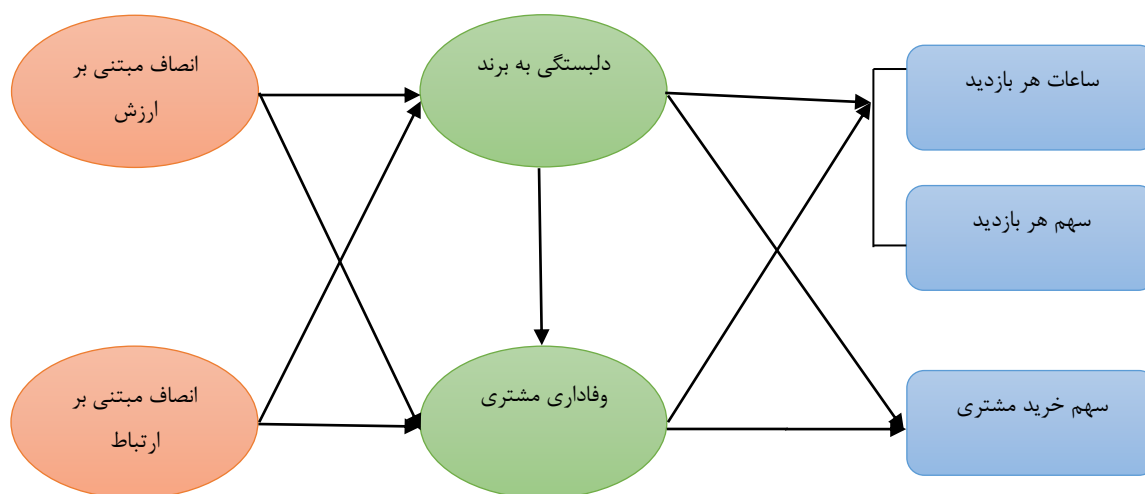 انصاف مبتنی بر
ارزش
دلبستگی به برند
ساعات هر بازدید
سهم هر بازدید
انصاف مبتنی بر
ارتباط
وفاداری مشتری
سهم خرید مشتری